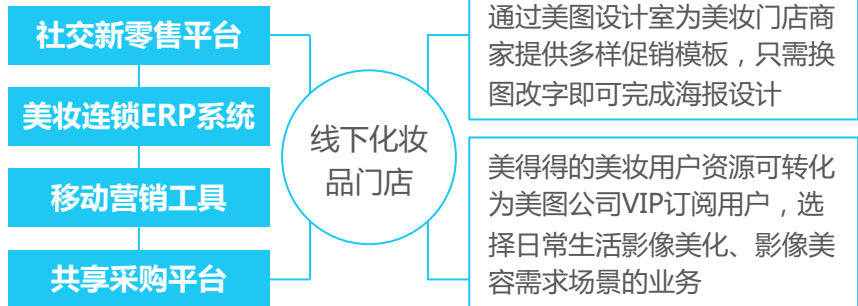 社交新零售平台
美妆连锁ERP系统
移动营销工具
共享采购平台
线下化妆
品门店
通过美图设计室为美妆门店商
家提供多样促销模板，只需换
图改字即可完成海报设计
美得得的美妆用户资源可转化
为美图公司VIP订阅用户，选
择日常生活影像美化、影像美
容需求场景的业务